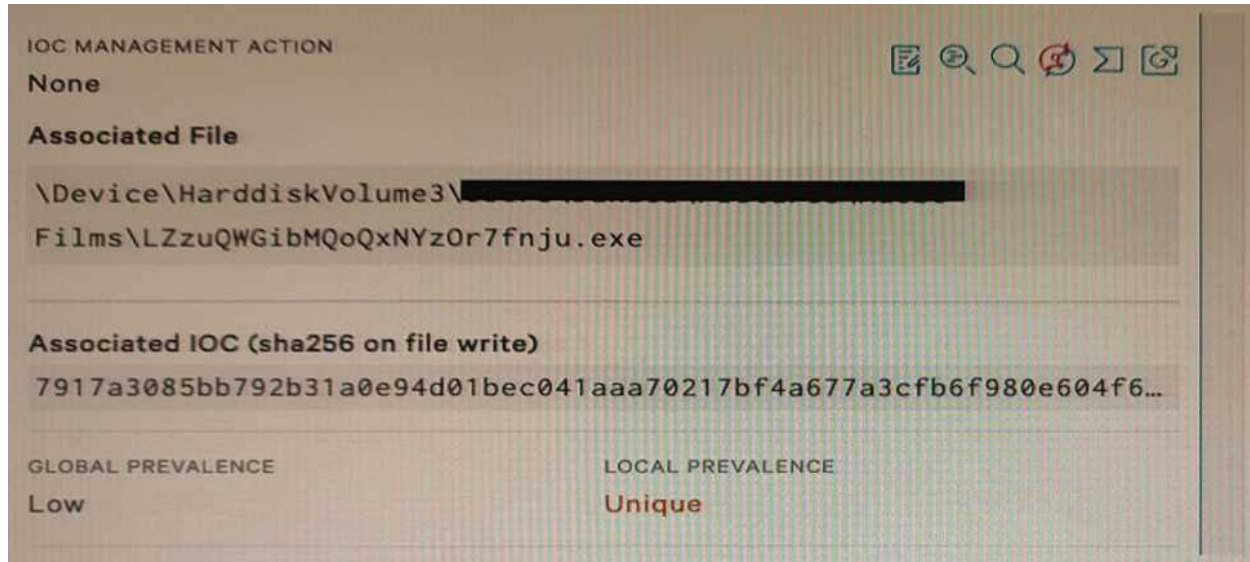 IOC MANAGEMENT ACTION
None
Associated File
\Device\HarddiskVolume3\
Films\LZzuQWGibMQoQxNYzOr7fnju.exe
Associated IOC (sha256 on file write)
7917a3085bb792b31a0e94d01bec041aaa70217bf4a677a3cfb6f980e604f6…
GLOBAL PREVALENCE
LOCAL PREVALENCE
Low
Unique